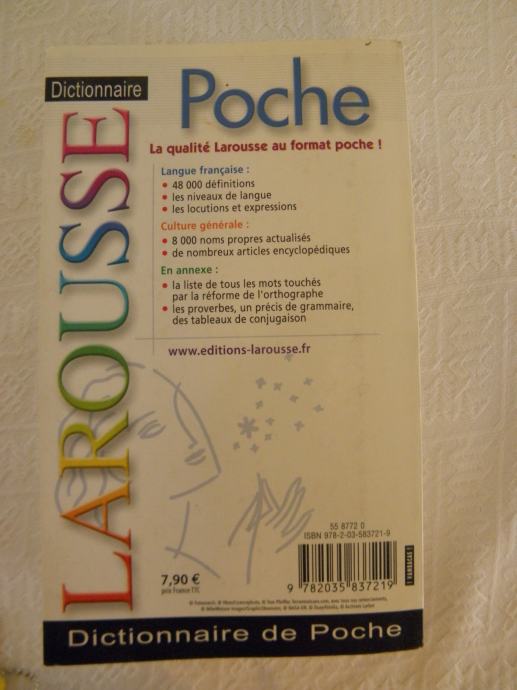 Dictionnaire
LAROUSSE
Poche
La qualité Larousse au format poche !
Langue française :
• 48 000 définitions
• les niveaux de langue
• les locutions et expressions
Culture générale :
• 8 000 noms propres actualisés
• de nombreux articles encyclopédiques
En annexe :
• la liste de tous les mots touchés
par la réforme de l'orthographe
• les proverbes, un précis de grammaire,
des tableaux de conjugaison
www.editions-larousse.fr
55 8772 0
ISBN 978-2-03-583721-9
9 782035 837219
7,90 €
prix France TTC
Dictionnaire de Poche